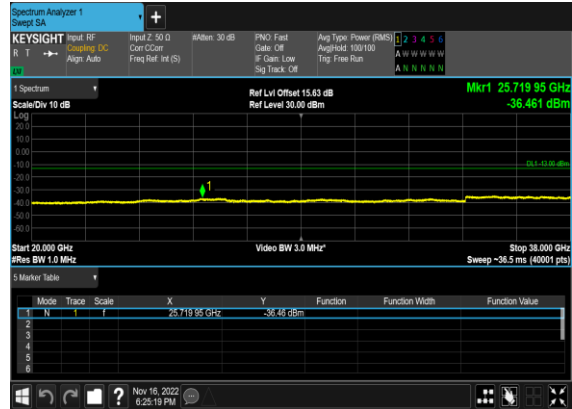 Spectrum Analyzer 1
Swept SA
+
KEYSIGHT Input: RF Input Z: 50 Ω #Atten: 30 dB PNO: Fast Avg Type: Power (RMS) 1 2 3 4 5 6
R T Coupling: DC Corr CCorr Gate: Off Avg|Hold: 100/100 A W W W W W
Align: Auto Freq Ref: Int (S) IF Gain: Low Trig: Free Run
Sig Track: Off A N N N N N
1 Spectrum Ref Lvl Offset 15.63 dB Mkr1 25.719 95 GHz
Scale/Div 10 dB Ref Level 30.00 dBm -36.461 dBm
Log
20.0
10.0
0.00
-10.0 DL1 -13.00 dBm
-20.0
-30.0 1
-40.0
-50.0
-60.0
Start 20.000 GHz Video BW 3.0 MHz* Stop 38.000 GHz
#Res BW 1.0 MHz Sweep ~36.5 ms (40001 pts)
5 Marker Table
Mode Trace Scale X Y Function Function Width Function Value
1 N 1 f 25.719 95 GHz -36.46 dBm
2
3
4
5
6
? Nov 16, 2022
6:25:19 PM